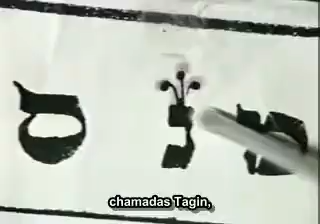 נ ס
chamadas Tagin,